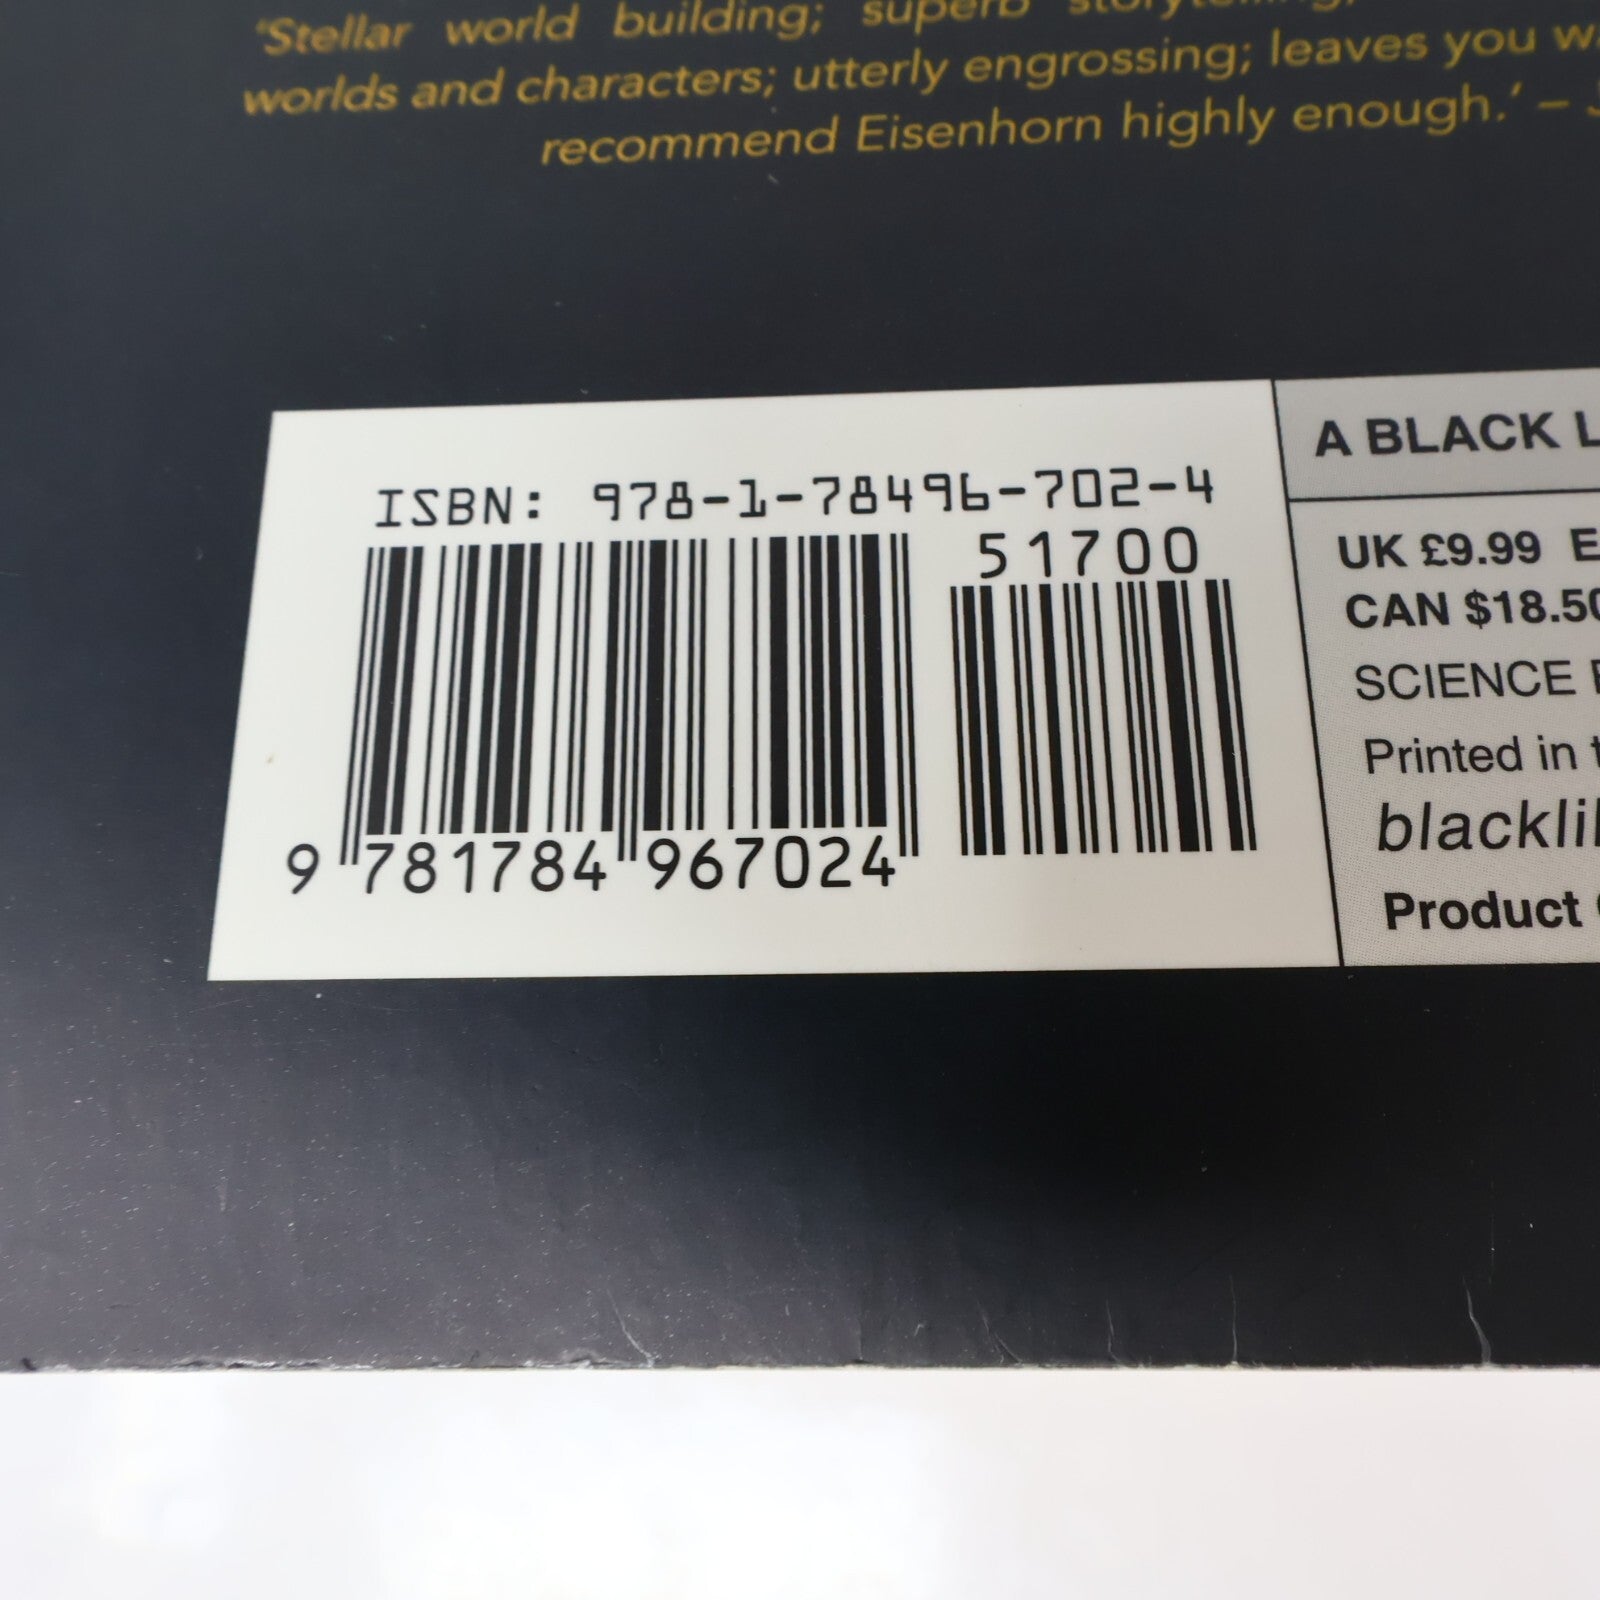 'Stellar world building; superb storytelling;
worlds and characters; utterly engrossing; leaves you
recommend Eisenhorn highly enough.' –
ISBN: 978-1-78496-702-4
51700
9 781784 967024
A BLACK L
UK £9.99 E
CAN $18.50
SCIENCE
Printed in
blackli
Product